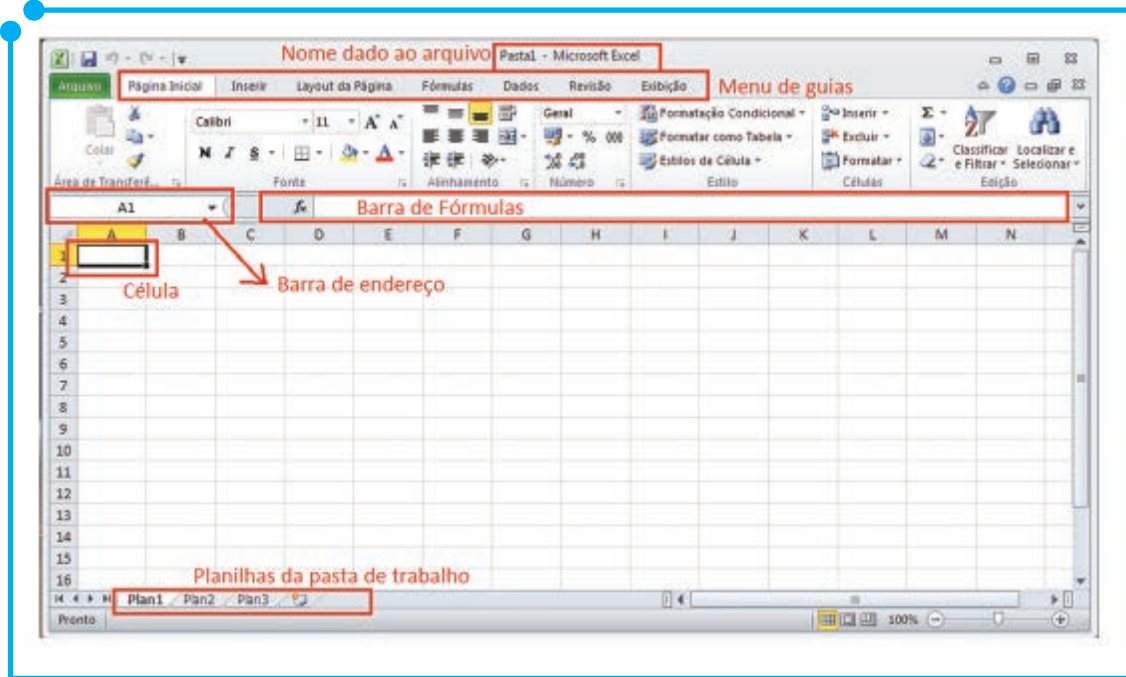 Nome dado ao arquivo Pasta1 - Microsoft Excel
Arquivo Página Inicial Inserir Layout da Página Fórmulas Dados Revisão Exibição Menu de guias
Colar Calibri 11 A A Geral Formatação Condicional Inserir Σ
N I S A % 000 Formatar como Tabela Excluir
Estilos de Célula Formatar Classificar e Filtrar Localizar e Selecionar
Área de Transferê... Fonte Alinhamento Número Estilo Células Edição
A1 fx Barra de Fórmulas
A B C D E F G H I J K L M N
1
2
Célula Barra de endereço
3
4
5
6
7
8
9
10
11
12
13
14
15
16 Planilhas da pasta de trabalho
Plan1 Plan2 Plan3
Pronto 100%